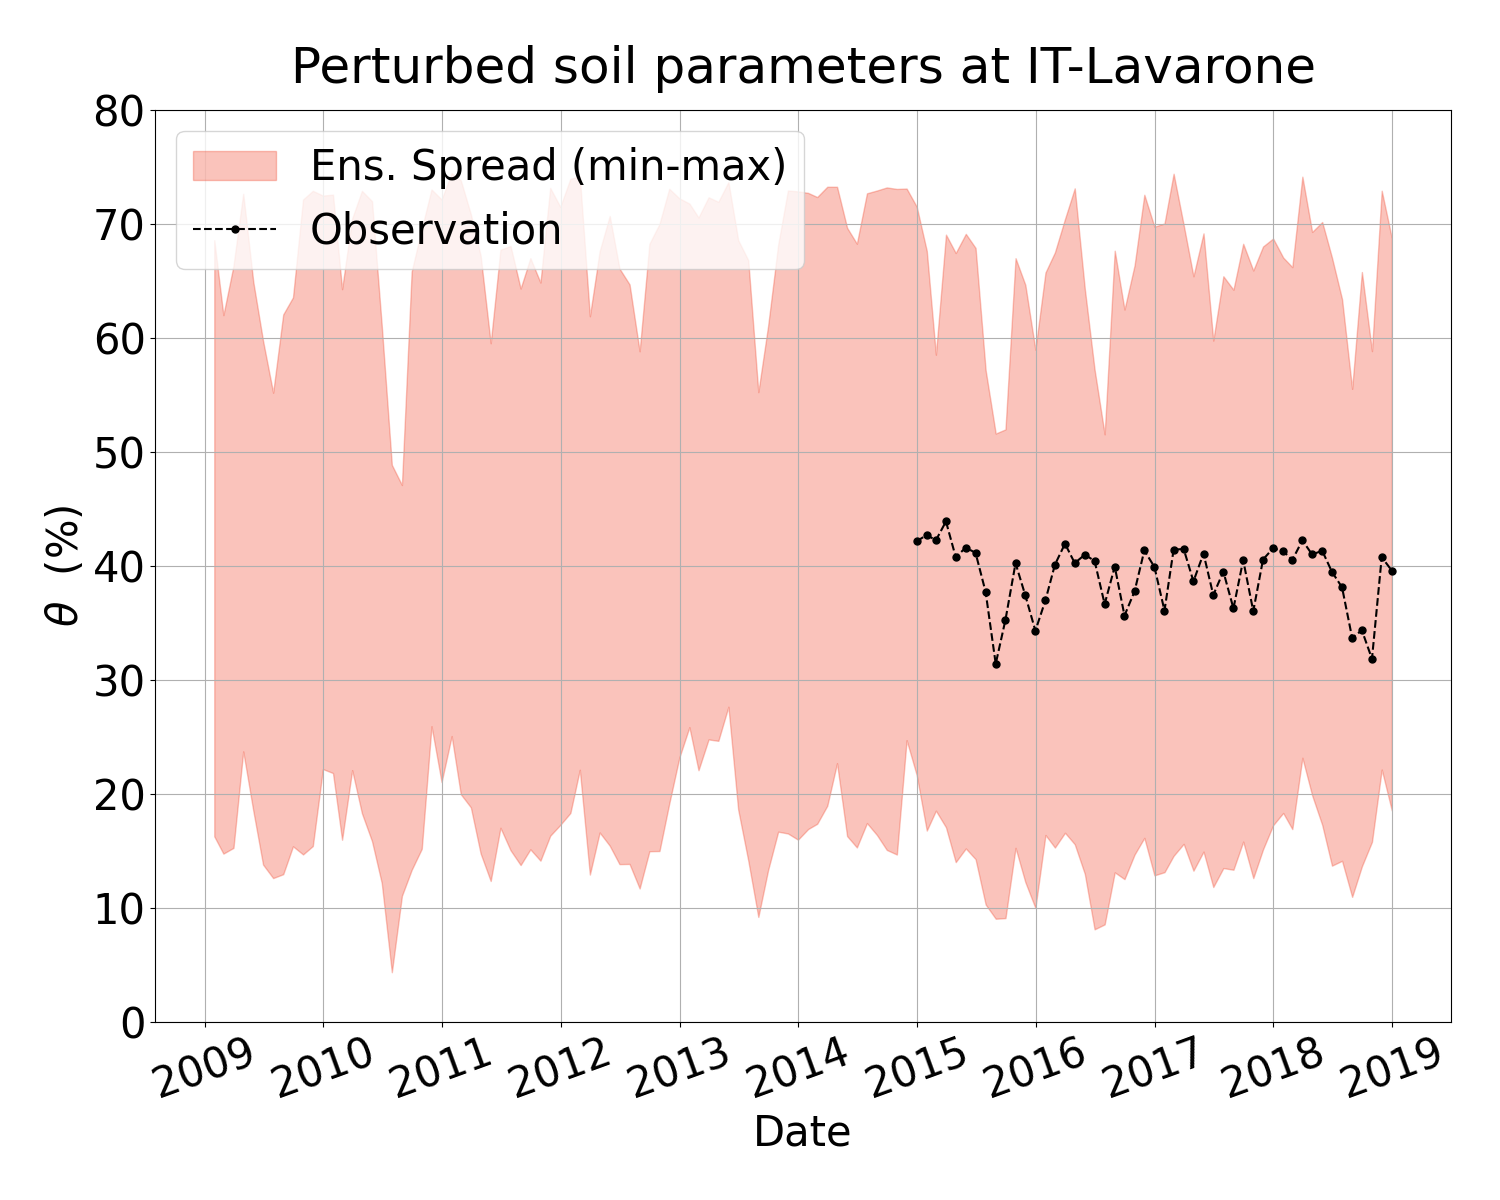 Perturbed soil parameters at IT-Lavarone
Ens. Spread (min-max)
Observation
80
70
60
50
40
30
20
10
0
θ (%)
2009 2010 2011 2012 2013 2014 2015 2016 2017 2018 2019
Date